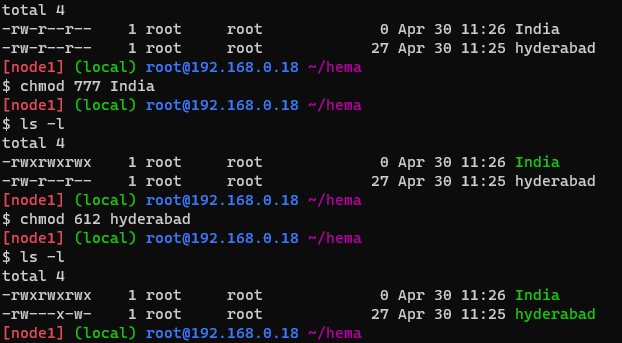 total 4
-rw-r--r--    1 root     root             0 Apr 30 11:26 India
-rw-r--r--    1 root     root            27 Apr 30 11:25 hyderabad
[node1] (local) root@192.168.0.18 ~/hema
$ chmod 777 India
[node1] (local) root@192.168.0.18 ~/hema
$ ls -l
total 4
-rwxrwxrwx    1 root     root             0 Apr 30 11:26 India
-rw-r--r--    1 root     root            27 Apr 30 11:25 hyderabad
[node1] (local) root@192.168.0.18 ~/hema
$ chmod 612 hyderabad
[node1] (local) root@192.168.0.18 ~/hema
$ ls -l
total 4
-rwxrwxrwx    1 root     root             0 Apr 30 11:26 India
-rw---x-w-    1 root     root            27 Apr 30 11:25 hyderabad
[node1] (local) root@192.168.0.18 ~/hema